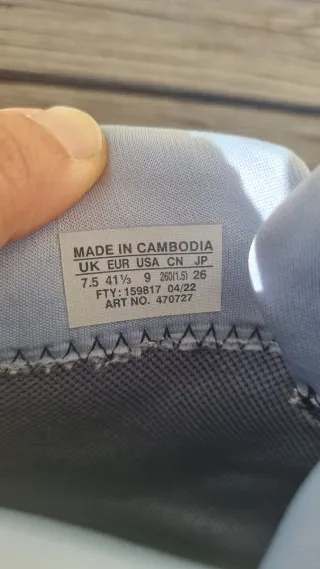 MADE IN CAMBODIA
UK EUR USA CN JP
7.5 41⅓ 9 260(1.5) 26
FTY: 159817 04/22
ART NO. 470727